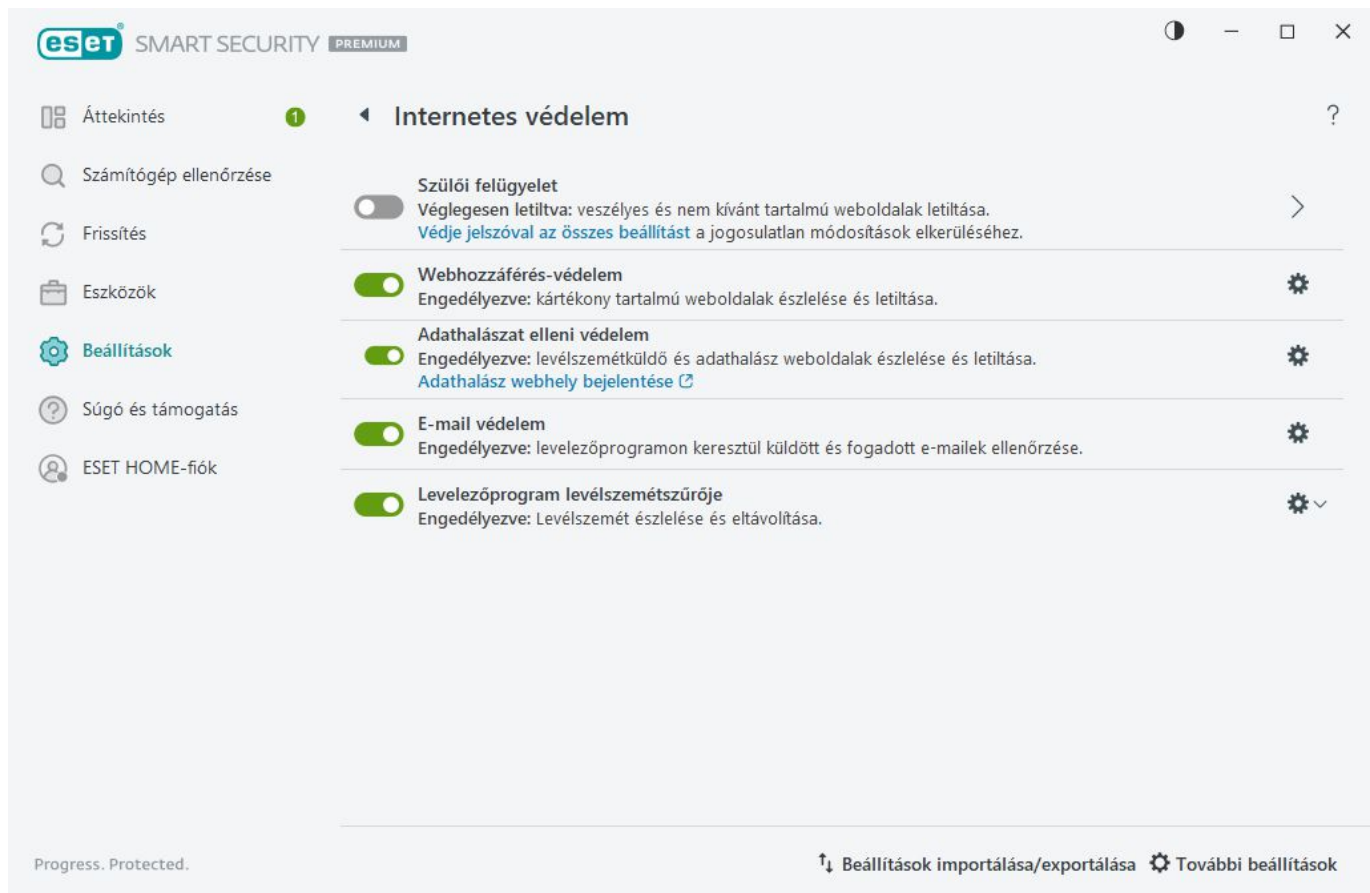 eset® SMART SECURITY PREMIUM
Áttekintés 1
Számítógép ellenőrzése
Frissítés
Eszközök
Beállítások
Súgó és támogatás
ESET HOME-fiók
Internetes védelem ?
Szülői felügyelet
Véglegesen letiltva: veszélyes és nem kívánt tartalmú weboldalak letiltása.
Védje jelszóval az összes beállítást a jogosulatlan módosítások elkerüléséhez.
Webhozzáférés-védelem
Engedélyezve: kártékony tartalmú weboldalak észlelése és letiltása.
Adathalászat elleni védelem
Engedélyezve: levélszemétküldő és adathalász weboldalak észlelése és letiltása.
Adathalász webhely bejelentése
E-mail védelem
Engedélyezve: levelezőprogramon keresztül küldött és fogadott e-mailek ellenőrzése.
Levelezőprogram levélszemétszűrője
Engedélyezve: Levélszemét észlelése és eltávolítása.
Progress. Protected.
Beállítások importálása/exportálása További beállítások